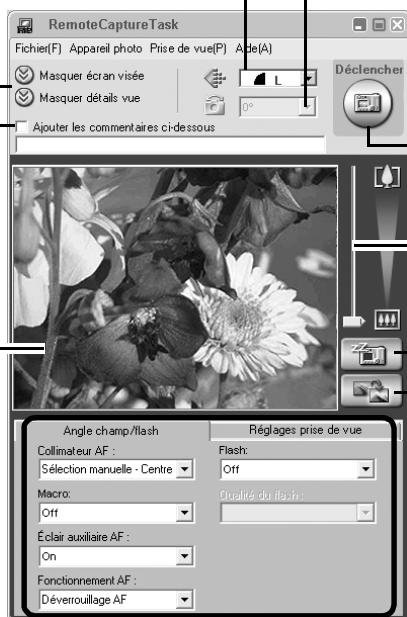 RemoteCaptureTask
Fichier(F) Appareil photo Prise de vue(P) Aide(A)
Masquer écran visée
L
Déclencher
Masquer détails vue
0°
Ajouter les commentaires ci-dessous
Angle champ/flash
Réglages prise de vue
Collimateur AF :
Flash:
Sélection manuelle - Centre
Off
Macro:
Qualité du flash :
Off
Éclair auxiliaire AF :
On
Fonctionnement AF :
Déverrouillage AF